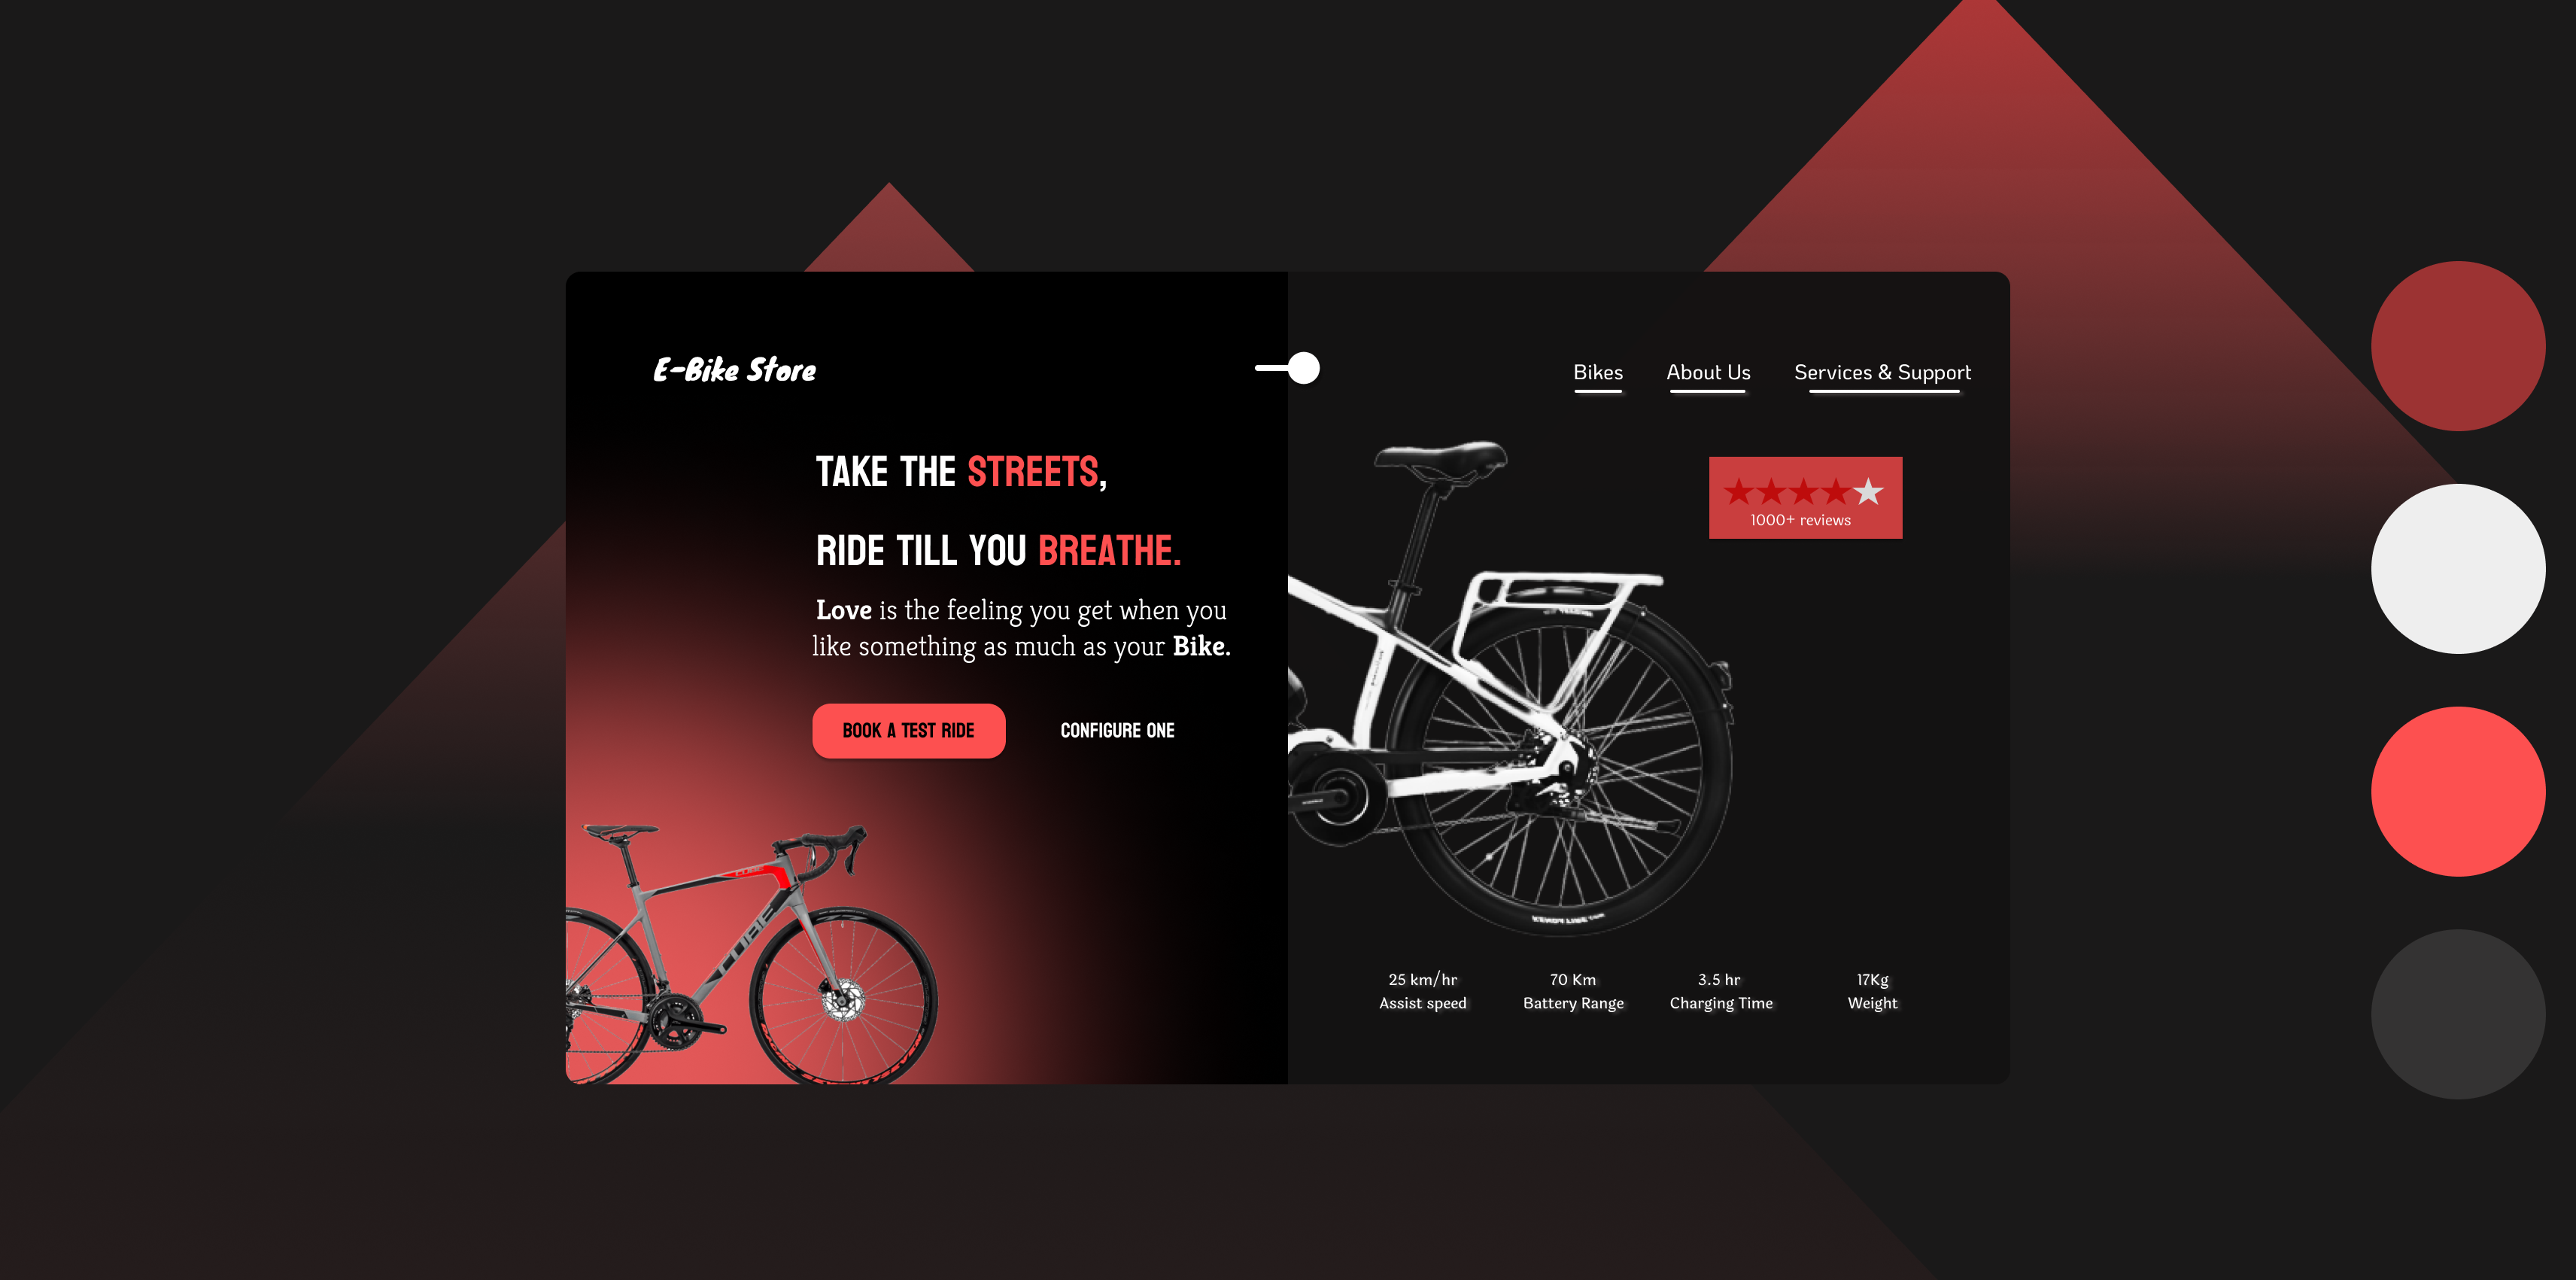 E-Bike Store
Bikes About Us Services & Support
TAKE THE STREETS,
RIDE TILL YOU BREATHE.
Love is the feeling you get when you
like something as much as your Bike.
BOOK A TEST RIDE CONFIGURE ONE
1000+ reviews
CUBE
25 km/hr 70 Km 3.5 hr 17Kg
Assist speed Battery Range Charging Time Weight